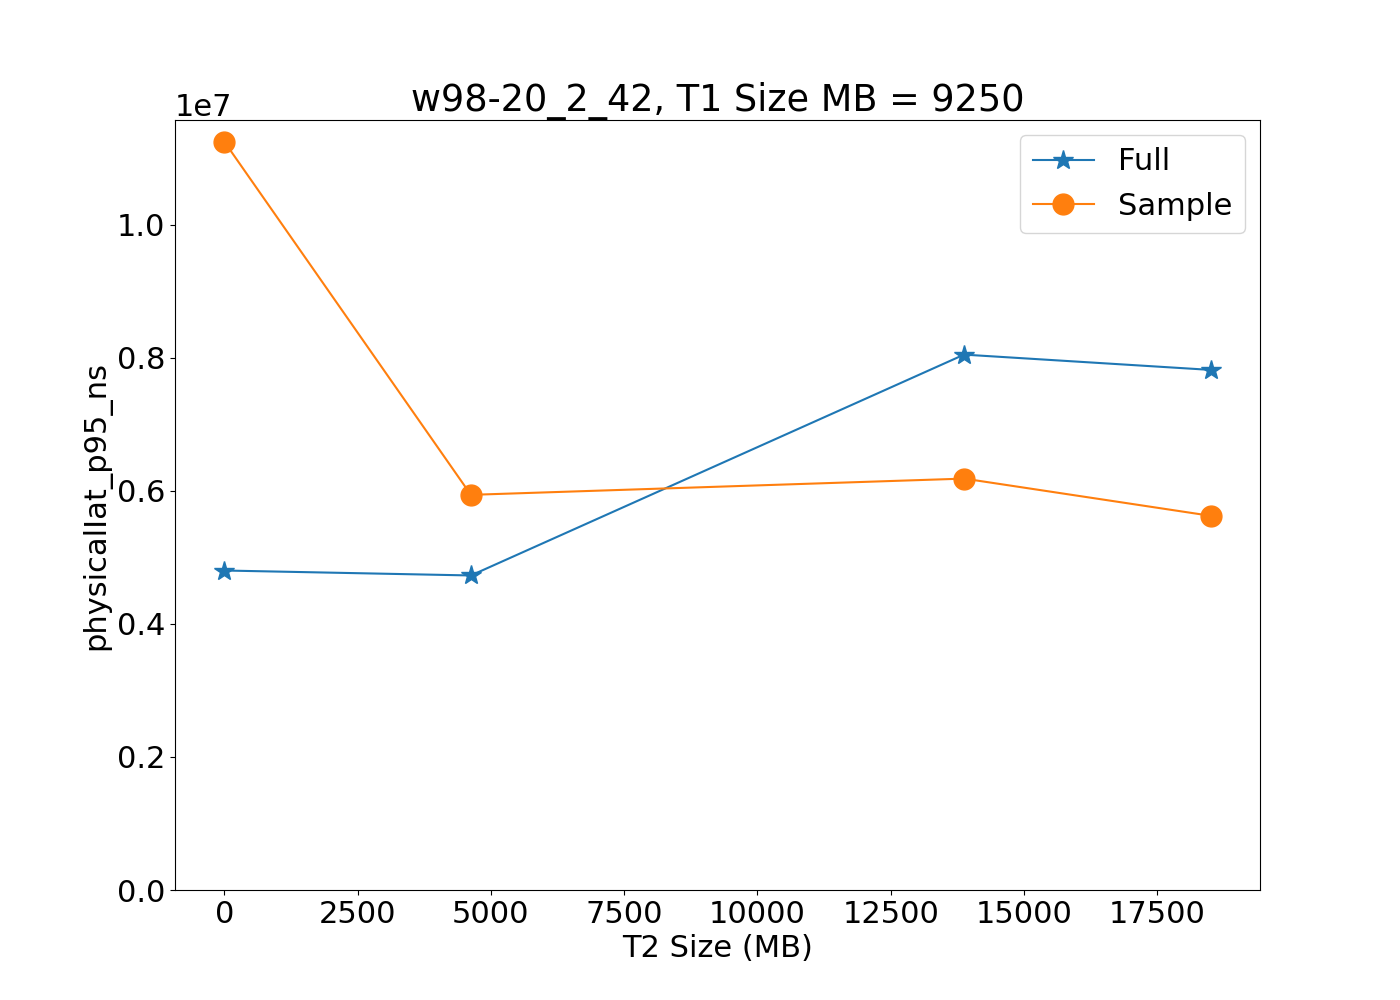 w98-20_2_42, T1 Size MB = 9250
1e7
Full
Sample
1.0
0.8
0.6
0.4
0.2
0.0
physicallat_p95_ns
0 2500 5000 7500 10000 12500 15000 17500
T2 Size (MB)